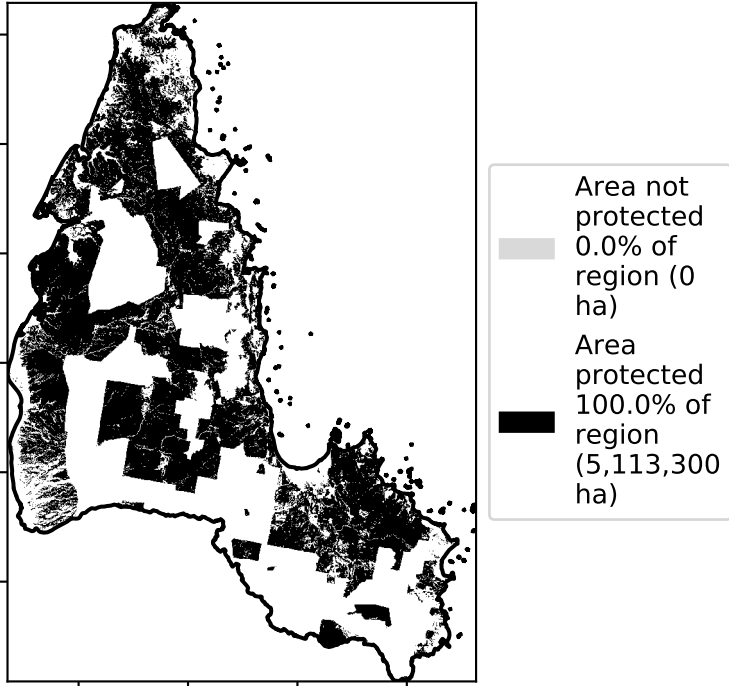 Area not
protected
0.0% of
region (0
ha)
Area
protected
100.0% of
region
(5,113,300
ha)